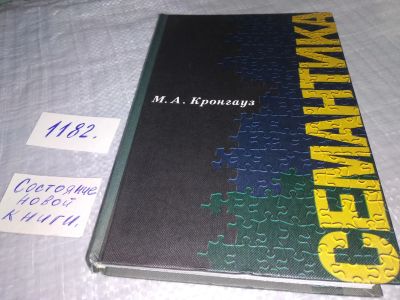 М. А. Кронгауз
СЕМАНТИКА
1182.
Состояние
новой
книги.